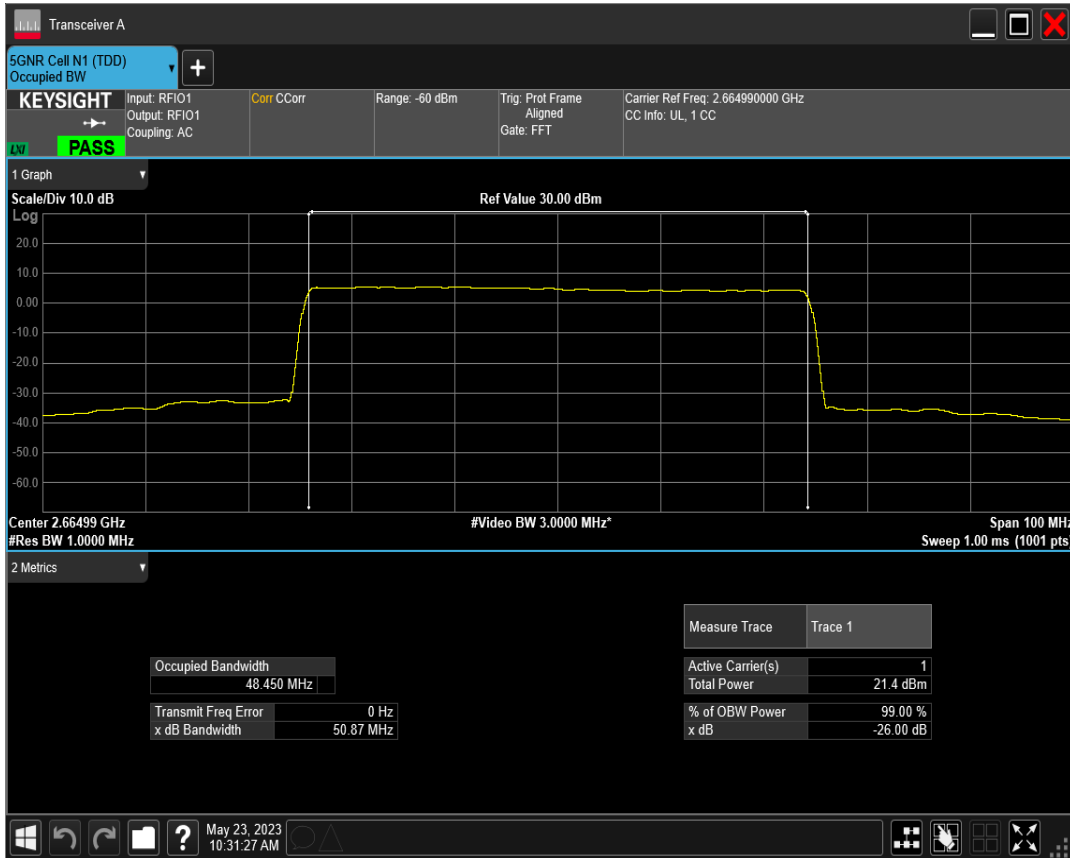 Transceiver A
5GNR Cell N1 (TDD)
Occupied BW
KEYSIGHT
LXI
PASS
Input: RFIO1
Output: RFIO1
Coupling: AC
Corr CCorr
Range: -60 dBm
Trig: Prot Frame
Aligned
Gate: FFT
Carrier Ref Freq: 2.664990000 GHz
CC Info: UL, 1 CC
1 Graph
Scale/Div 10.0 dB
Ref Value 30.00 dBm
Log
20.0
10.0
0.00
-10.0
-20.0
-30.0
-40.0
-50.0
-60.0
Center 2.66499 GHz
#Video BW 3.0000 MHz*
Span 100 MHz
#Res BW 1.0000 MHz
Sweep 1.00 ms (1001 pts)
2 Metrics
Measure Trace Trace 1
Occupied Bandwidth
48.450 MHz
Active Carrier(s) 1
Total Power 21.4 dBm
Transmit Freq Error 0 Hz
x dB Bandwidth 50.87 MHz
% of OBW Power 99.00 %
x dB -26.00 dB
?
May 23, 2023
10:31:27 AM